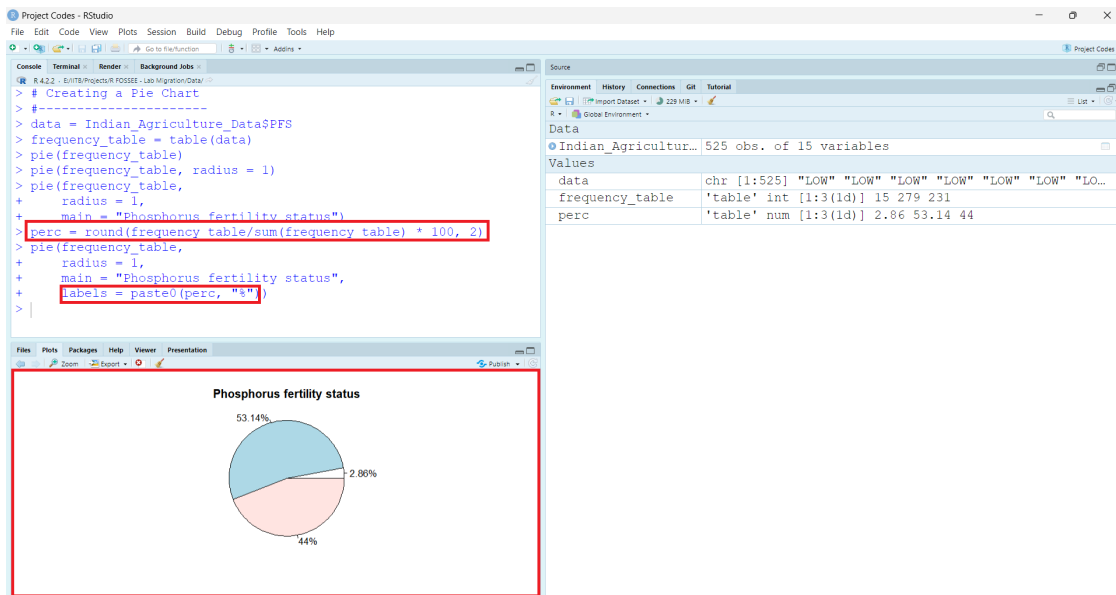 Project Codes - RStudio
File Edit Code View Plots Session Build Debug Profile Tools Help
Go to file/function Addins Project Codes
Console Terminal Render Background Jobs
R 4.2.2 · E:/IITB/Projects/R FOSSEE - Lab Migration/Data/
> # Creating a Pie Chart
> #----------------------
> data = Indian_Agriculture_Data$PFS
> frequency_table = table(data)
> pie(frequency_table)
> pie(frequency_table, radius = 1)
> pie(frequency_table,
+     radius = 1,
+     main = "Phosphorus fertility status")
> perc = round(frequency_table/sum(frequency_table) * 100, 2)
> pie(frequency_table,
+     radius = 1,
+     main = "Phosphorus fertility status",
+     labels = paste0(perc, "%"))
>
Files Plots Packages Help Viewer Presentation
Zoom Export Publish
Phosphorus fertility status
53.14%
2.86%
44%
Source
Environment History Connections Git Tutorial
Import Dataset 229 MiB List
R Global Environment
Data
Indian_Agricultur… 525 obs. of 15 variables
Values
data chr [1:525] "LOW" "LOW" "LOW" "LOW" "LOW" "LOW" "LO…
frequency_table 'table' int [1:3(1d)] 15 279 231
perc 'table' num [1:3(1d)] 2.86 53.14 44